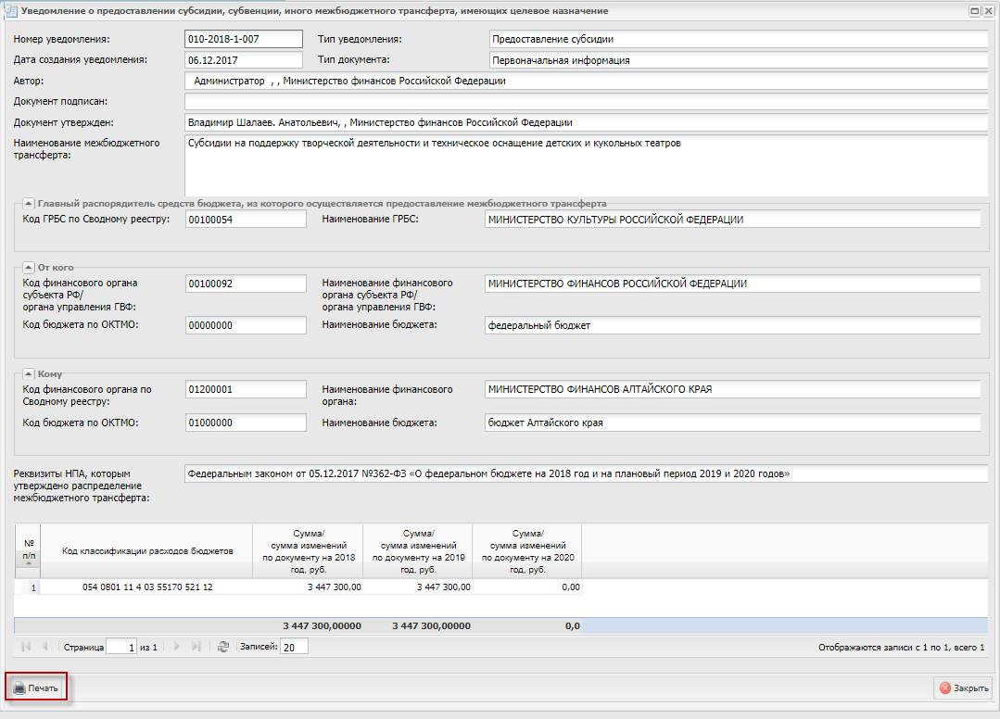 Уведомление о предоставлении субсидии, субвенции, иного межбюджетного трансферта, имеющих целевое назначение
Номер уведомления: 010-2018-1-007 Тип уведомления: Предоставление субсидии
Дата создания уведомления: 06.12.2017 Тип документа: Первоначальная информация
Автор: Администратор , , Министерство финансов Российской Федерации
Документ подписан:
Документ утвержден: Владимир Шалаев. Анатольевич, , Министерство финансов Российской Федерации
Наименование межбюджетного Субсидии на поддержку творческой деятельности и техническое оснащение детских и кукольных театров
трансферта:
Главный распорядитель средств бюджета, из которого осуществляется предоставление межбюджетного трансферта
Код ГРБС по Сводному реестру: 00100054 Наименование ГРБС: МИНИСТЕРСТВО КУЛЬТУРЫ РОССИЙСКОЙ ФЕДЕРАЦИИ
От кого
Код финансового органа 00100092 Наименование финансового МИНИСТЕРСТВО ФИНАНСОВ РОССИЙСКОЙ ФЕДЕРАЦИИ
субъекта РФ/ органа субъекта РФ/
органа управления ГВФ: органа управления ГВФ:
Код бюджета по ОКТМО: 00000000 Наименование бюджета: федеральный бюджет
Кому
Код финансового органа по 01200001 Наименование финансового МИНИСТЕРСТВО ФИНАНСОВ АЛТАЙСКОГО КРАЯ
Сводному реестру: органа:
Код бюджета по ОКТМО: 01000000 Наименование бюджета: бюджет Алтайского края
Реквизиты НПА, которым Федеральным законом от 05.12.2017 №362-ФЗ «О федеральном бюджете на 2018 год и на плановый период 2019 и 2020 годов»
утверждено распределение
межбюджетного трансферта:
Сумма/ Сумма/ Сумма/
№ сумма изменений сумма изменений сумма изменений
п/п Код классификации расходов бюджетов по документу на 2018 по документу на 2019 по документу на 2020
год, руб. год, руб. год, руб.
1 054 0801 11 4 03 55170 521 12 3 447 300,00 3 447 300,00 0,00
3 447 300,00000 3 447 300,00000 0,0
Страница 1 из 1 Записей: 20 Отображаются записи с 1 по 1, всего 1
Печать Закрыть